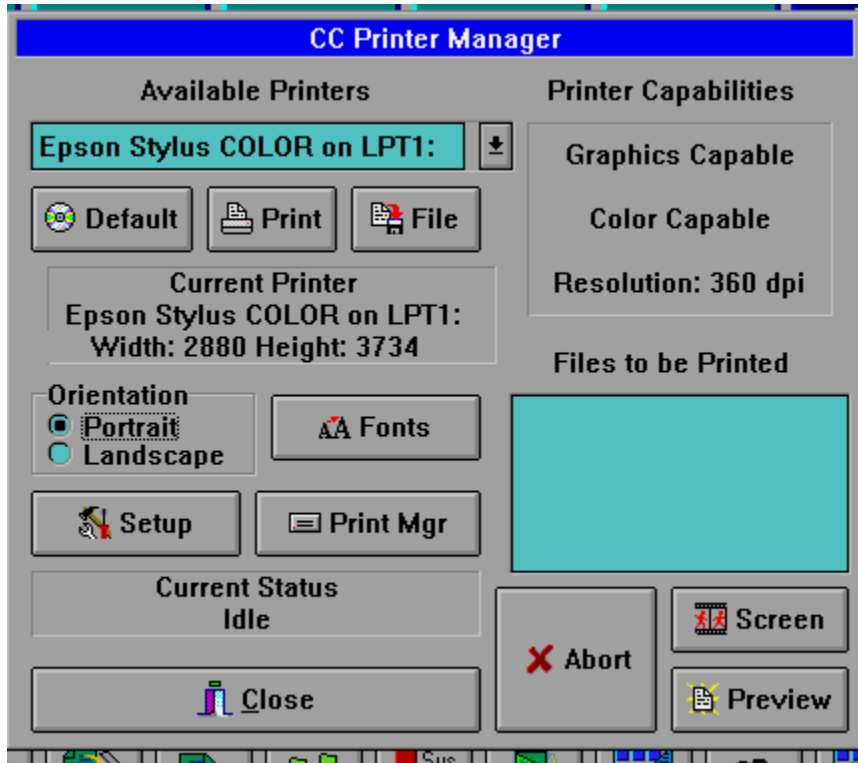 CC Printer Manager
Available Printers
Epson Stylus COLOR on LPT1:
Default
Print
File
Current Printer
Epson Stylus COLOR on LPT1:
Width: 2880 Height: 3734
Orientation
Portrait
Landscape
Fonts
Setup
Print Mgr
Current Status
Idle
Close
Printer Capabilities
Graphics Capable
Color Capable
Resolution: 360 dpi
Files to be Printed
Abort
Screen
Preview
Sys